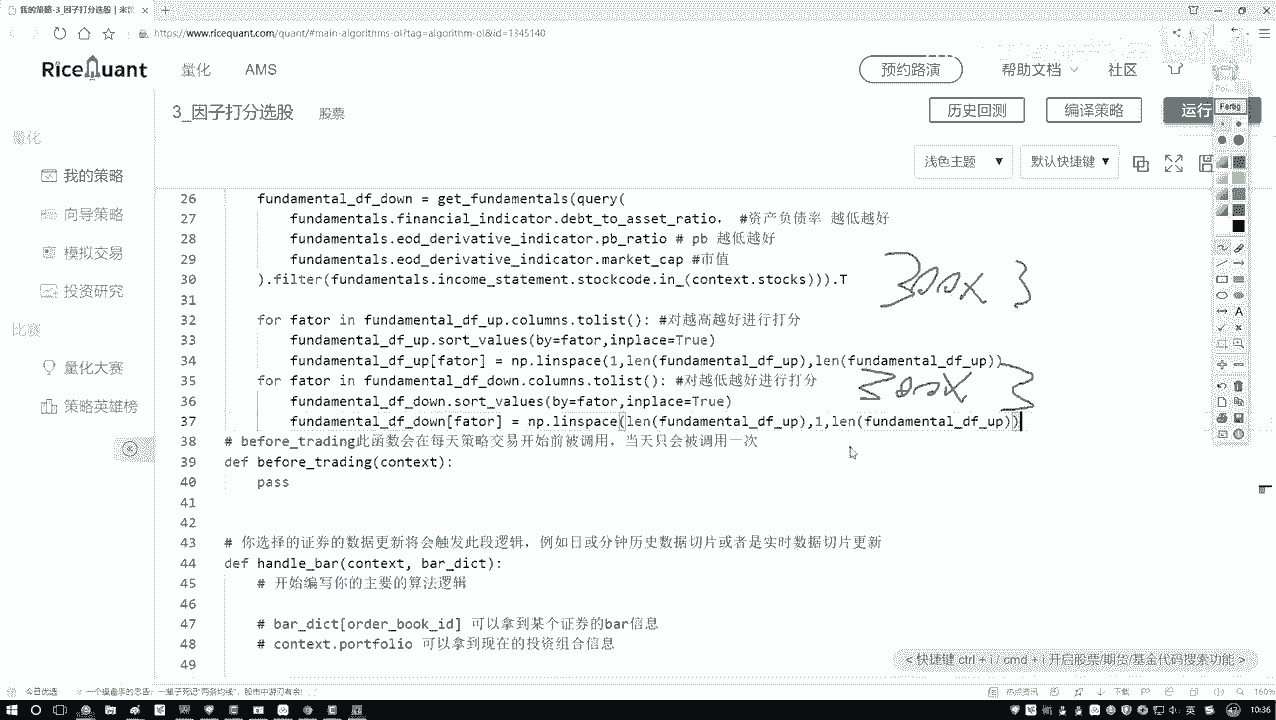 我的策略-3_因子打分选股 | 米筐
https://www.ricequant.com/quant/#main-algorithms-ol?tag=algorithm-ol&id=1345140
RiceQuant 量化 AMS 预约路演 帮助文档 社区
3_因子打分选股 股票 历史回测 编译策略 运行
Fertig
浅色主题 默认快捷键
量化
我的策略
向导策略
模拟交易
投资研究
比赛
量化大赛
策略英雄榜
26 fundamental_df_down = get_fundamentals(query(
27 fundamentals.financial_indicator.debt_to_asset_ratio, #资产负债率 越低越好
28 fundamentals.eod_derivative_indicator.pb_ratio # pb 越低越好
29 fundamentals.eod_derivative_indicator.market_cap #市值
30 ).filter(fundamentals.income_statement.stockcode.in_(context.stocks))).T
300x 3
31
32 for fator in fundamental_df_up.columns.tolist(): #对越高越好进行打分
33 fundamental_df_up.sort_values(by=fator,inplace=True)
34 fundamental_df_up[fator] = np.linspace(1,len(fundamental_df_up),len(fundamental_df_up))
35 for fator in fundamental_df_down.columns.tolist(): #对越低越好进行打分
300x 3
36 fundamental_df_down.sort_values(by=fator,inplace=True)
37 fundamental_df_down[fator] = np.linspace(len(fundamental_df_up),1,len(fundamental_df_up))
38 # before_trading此函数会在每天策略交易开始前被调用，当天只会被调用一次
39 def before_trading(context):
40 pass
41
42
43 # 你选择的证券的数据更新将会触发此段逻辑，例如日或分钟历史数据切片或者是实时数据切片更新
44 def handle_bar(context, bar_dict):
45 # 开始编写你的主要的算法逻辑
46
47 # bar_dict[order_book_id] 可以拿到某个证券的bar信息
48 # context.portfolio 可以拿到现在的投资组合信息
49
< 快捷键 ctrl + i / cmd + i 开启股票/期货/基金代码搜索功能 >
今日优选 热点资讯 下载 160%
英 10:36